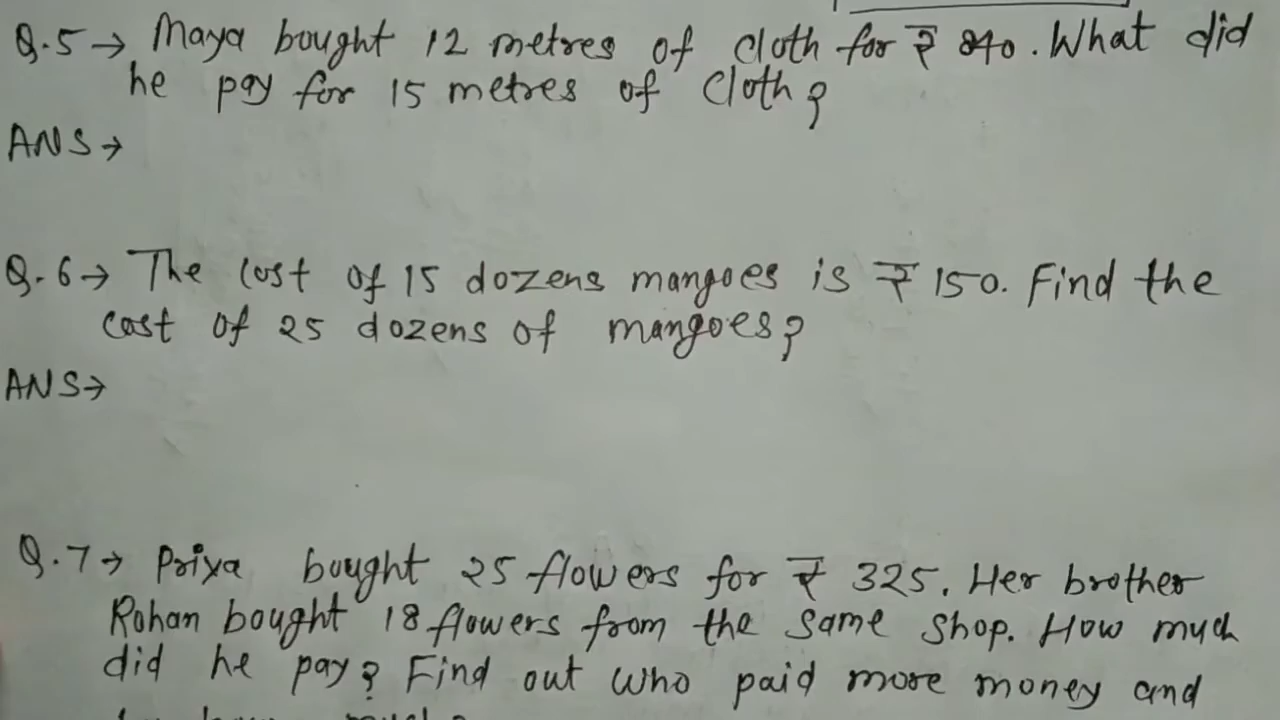 Q.5→ Maya bought 12 metres of cloth for ₹ 840. What did
he pay for 15 metres of cloth?
ANS→
Q.6→ The cost of 15 dozens mangoes is ₹ 150. Find the
cost of 25 dozens of mangoes?
ANS→
Q.7→ Priya bought 25 flowers for ₹ 325. Her brother
Rohan bought 18 flowers from the same shop. How much
did he pay? Find out who paid more money and